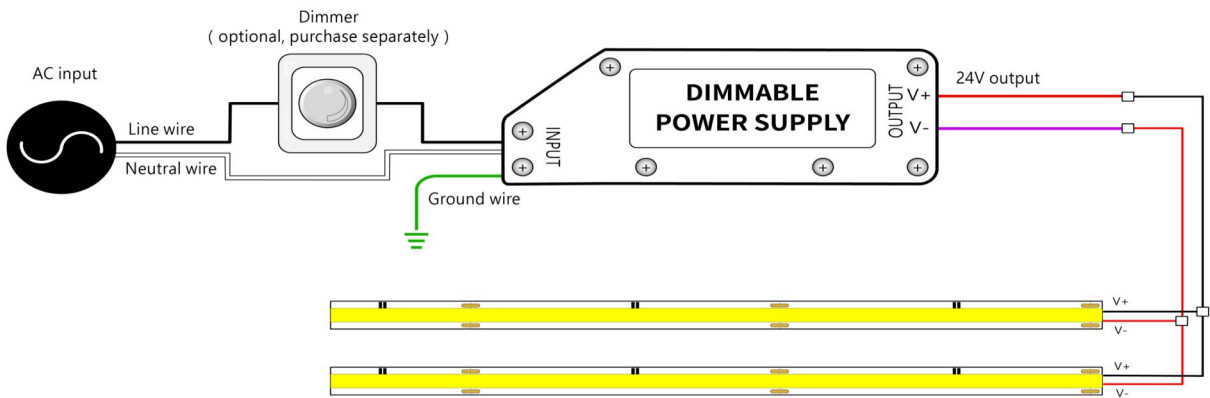 Dimmer
( optional, purchase separately )
AC input
Line wire
Neutral wire
Ground wire
INPUT
DIMMABLE
POWER SUPPLY
OUTPUT
V+
V-
24V output
V+
V-
V+
V-